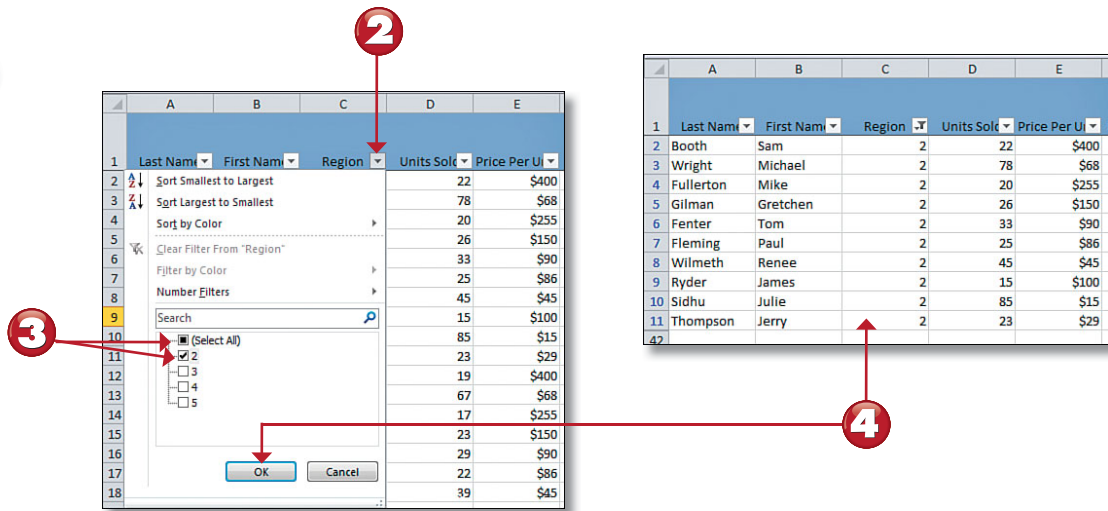 2
A B C D E
1 Last Name First Name Region Units Sold Price Per U
2 Sort Smallest to Largest 22 $400
3 Sort Largest to Smallest 78 $68
4 Sort by Color 20 $255
5 26 $150
Clear Filter From "Region"
6 33 $90
Filter by Color
7 25 $86
Number Filters
8 45 $45
9 Search 15 $100
10 (Select All) 85 $15
11 2 23 $29
12 3 19 $400
13 4 67 $68
14 5 17 $255
15 23 $150
16 29 $90
17 OK Cancel 22 $86
18 39 $45
3
A B C D E
1 Last Name First Name Region Units Sold Price Per U
2 Booth Sam 2 22 $400
3 Wright Michael 2 78 $68
4 Fullerton Mike 2 20 $255
5 Gilman Gretchen 2 26 $150
6 Fenter Tom 2 33 $90
7 Fleming Paul 2 25 $86
8 Wilmeth Renee 2 45 $45
9 Ryder James 2 15 $100
10 Sidhu Julie 2 85 $15
11 Thompson Jerry 2 23 $29
42
4